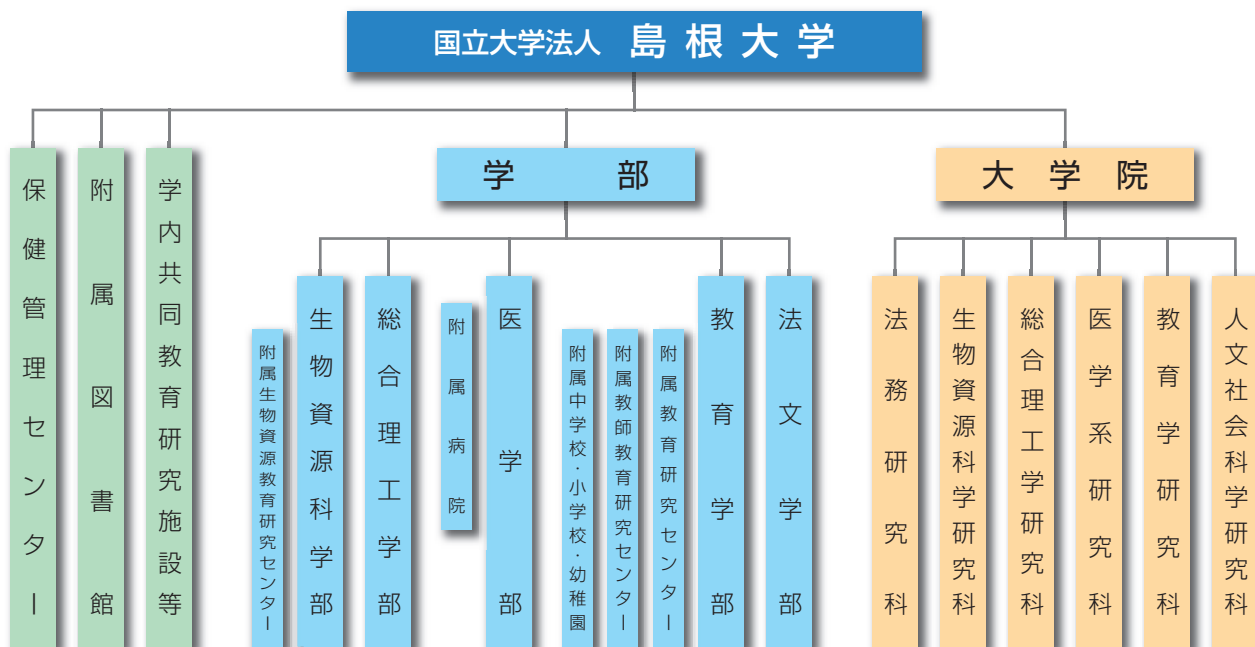 国立大学法人 島根大学
学部
大学院
保健管理センター
附属図書館
学内共同教育研究施設等
附属生物資源教育研究センター
生物資源科学部
総合理工学部
附属病院
医学部
附属中学校・小学校・幼稚園
附属教師教育研究センター
附属教育研究センター
教育学部
法文学部
法務研究科
生物資源科学研究科
総合理工学研究科
医学系研究科
教育学研究科
人文社会科学研究科